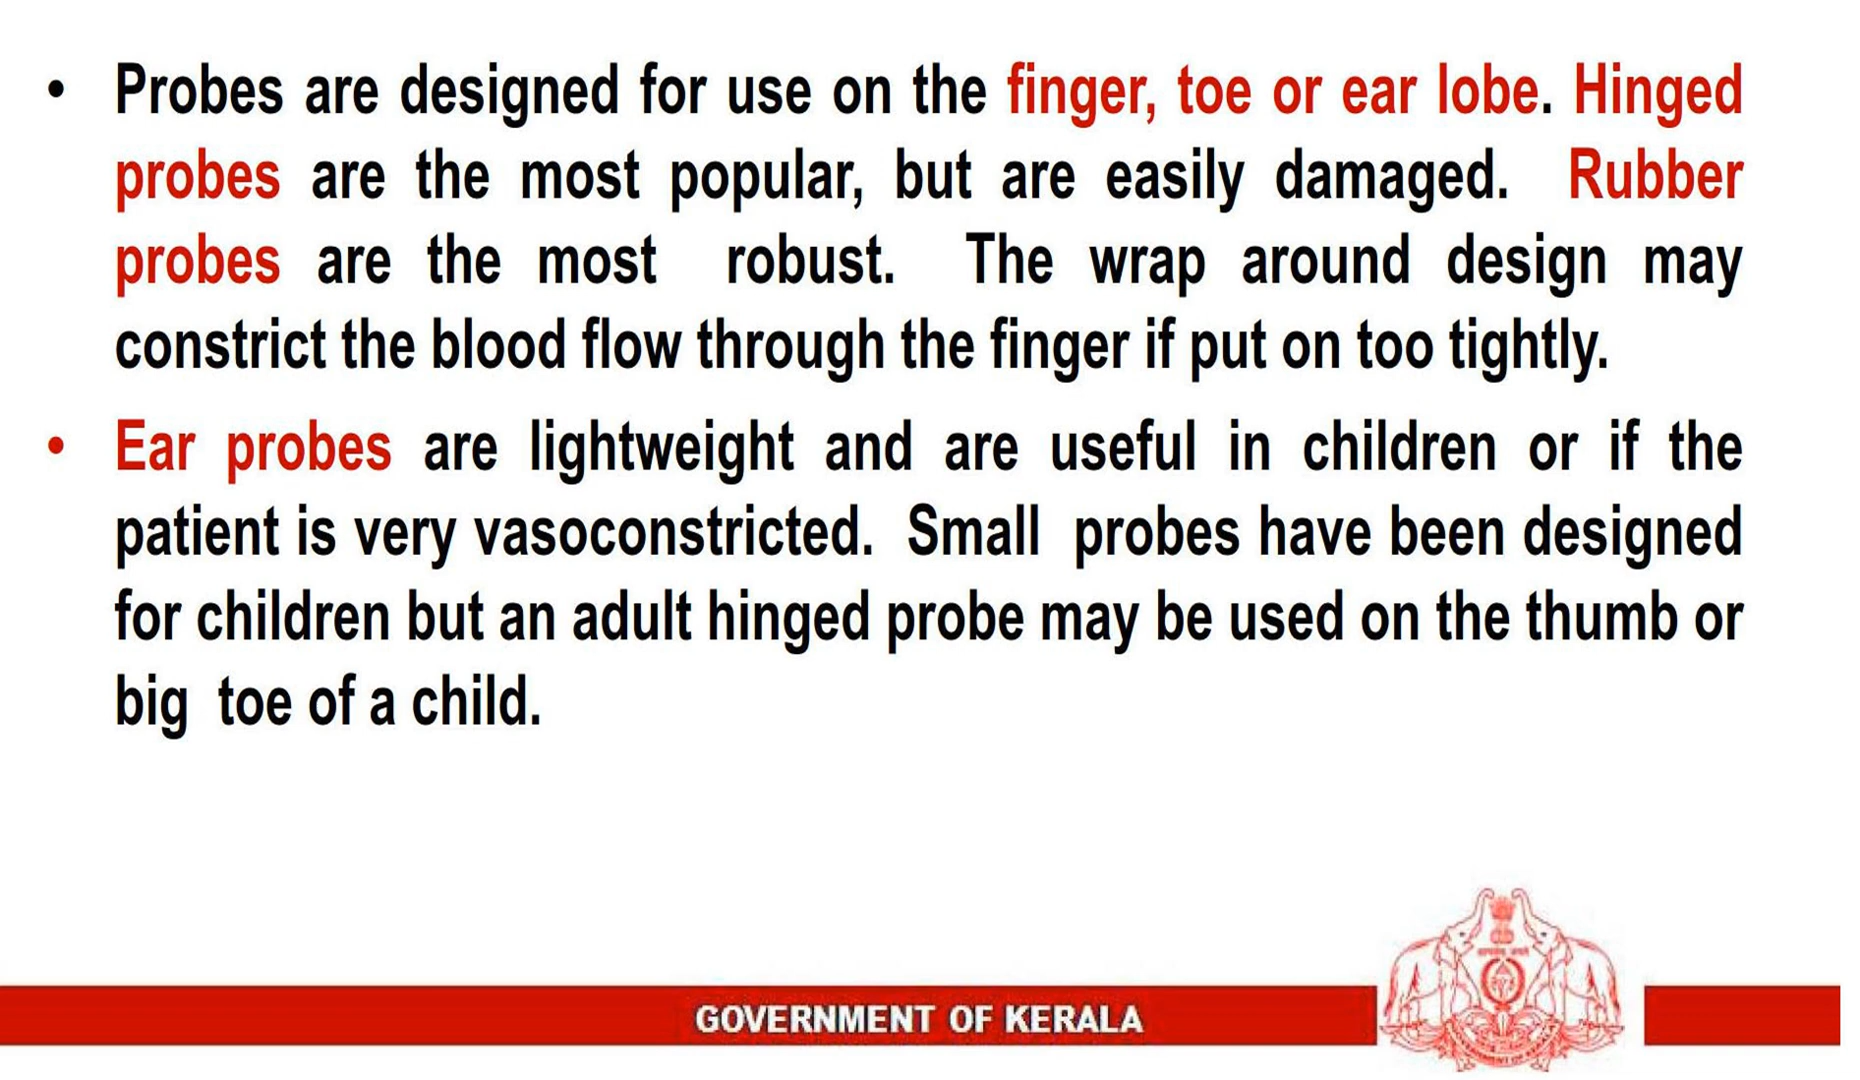 • Probes are designed for use on the finger, toe or ear lobe. Hinged
probes are the most popular, but are easily damaged. Rubber
probes are the most robust. The wrap around design may
constrict the blood flow through the finger if put on too tightly.
• Ear probes are lightweight and are useful in children or if the
patient is very vasoconstricted. Small probes have been designed
for children but an adult hinged probe may be used on the thumb or
big toe of a child.
GOVERNMENT OF KERALA